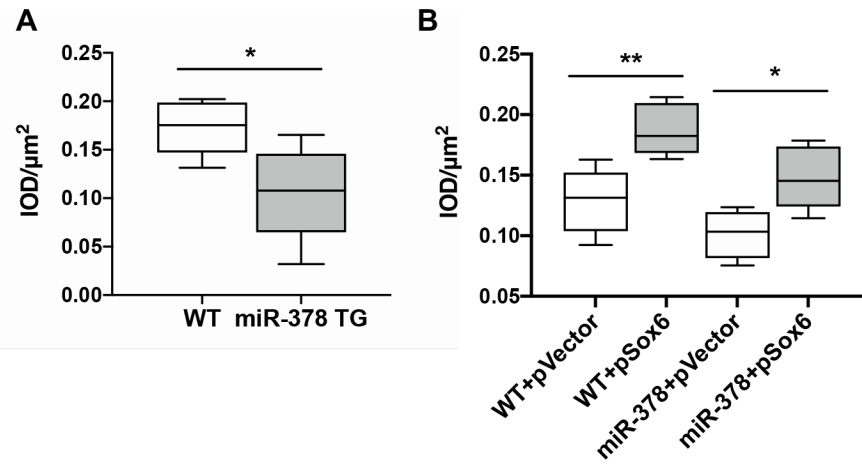 A
IOD/µm²
0.25
0.20
0.15
0.10
0.05
0.00
*
WT
miR-378 TG
B
IOD/µm²
0.25
0.20
0.15
0.10
0.05
**
*
WT+pVector
WT+pSox6
miR-378+pVector
miR-378+pSox6